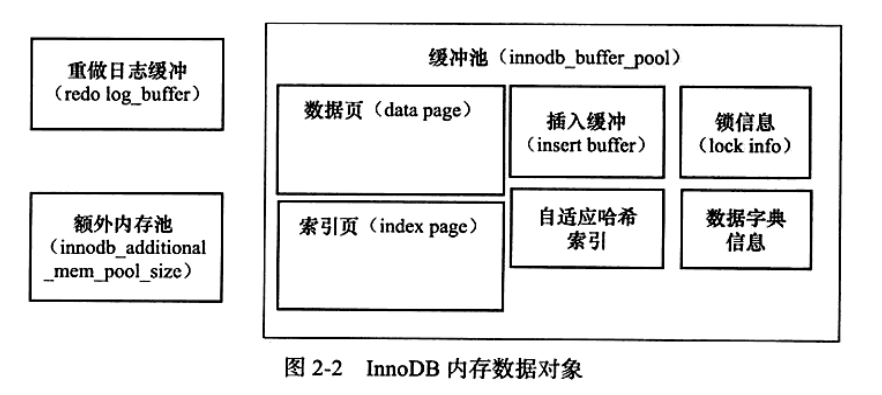 重做日志缓冲
（redo log_buffer）
额外内存池
（innodb_additional
_mem_pool_size）
缓冲池（innodb_buffer_pool）
数据页（data page）
插入缓冲
（insert buffer）
锁信息
（lock info）
索引页（index page）
自适应哈希
索引
数据字典
信息
图 2-2 InnoDB 内存数据对象